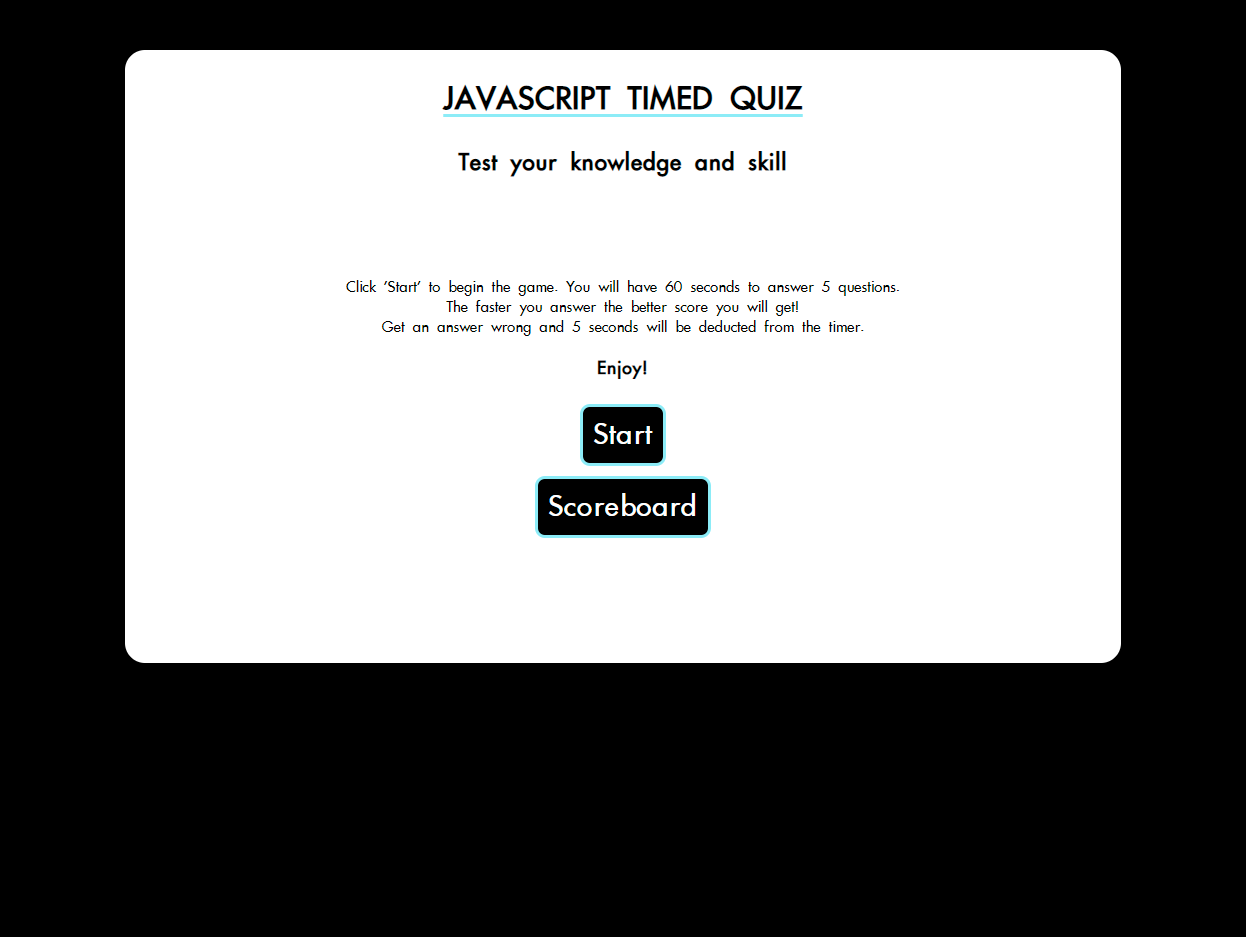 JAVASCRIPT TIMED QUIZ
Test your knowledge and skill
Click 'Start' to begin the game. You will have 60 seconds to answer 5 questions.
The faster you answer the better score you will get!
Get an answer wrong and 5 seconds will be deducted from the timer.
Enjoy!
Start
Scoreboard